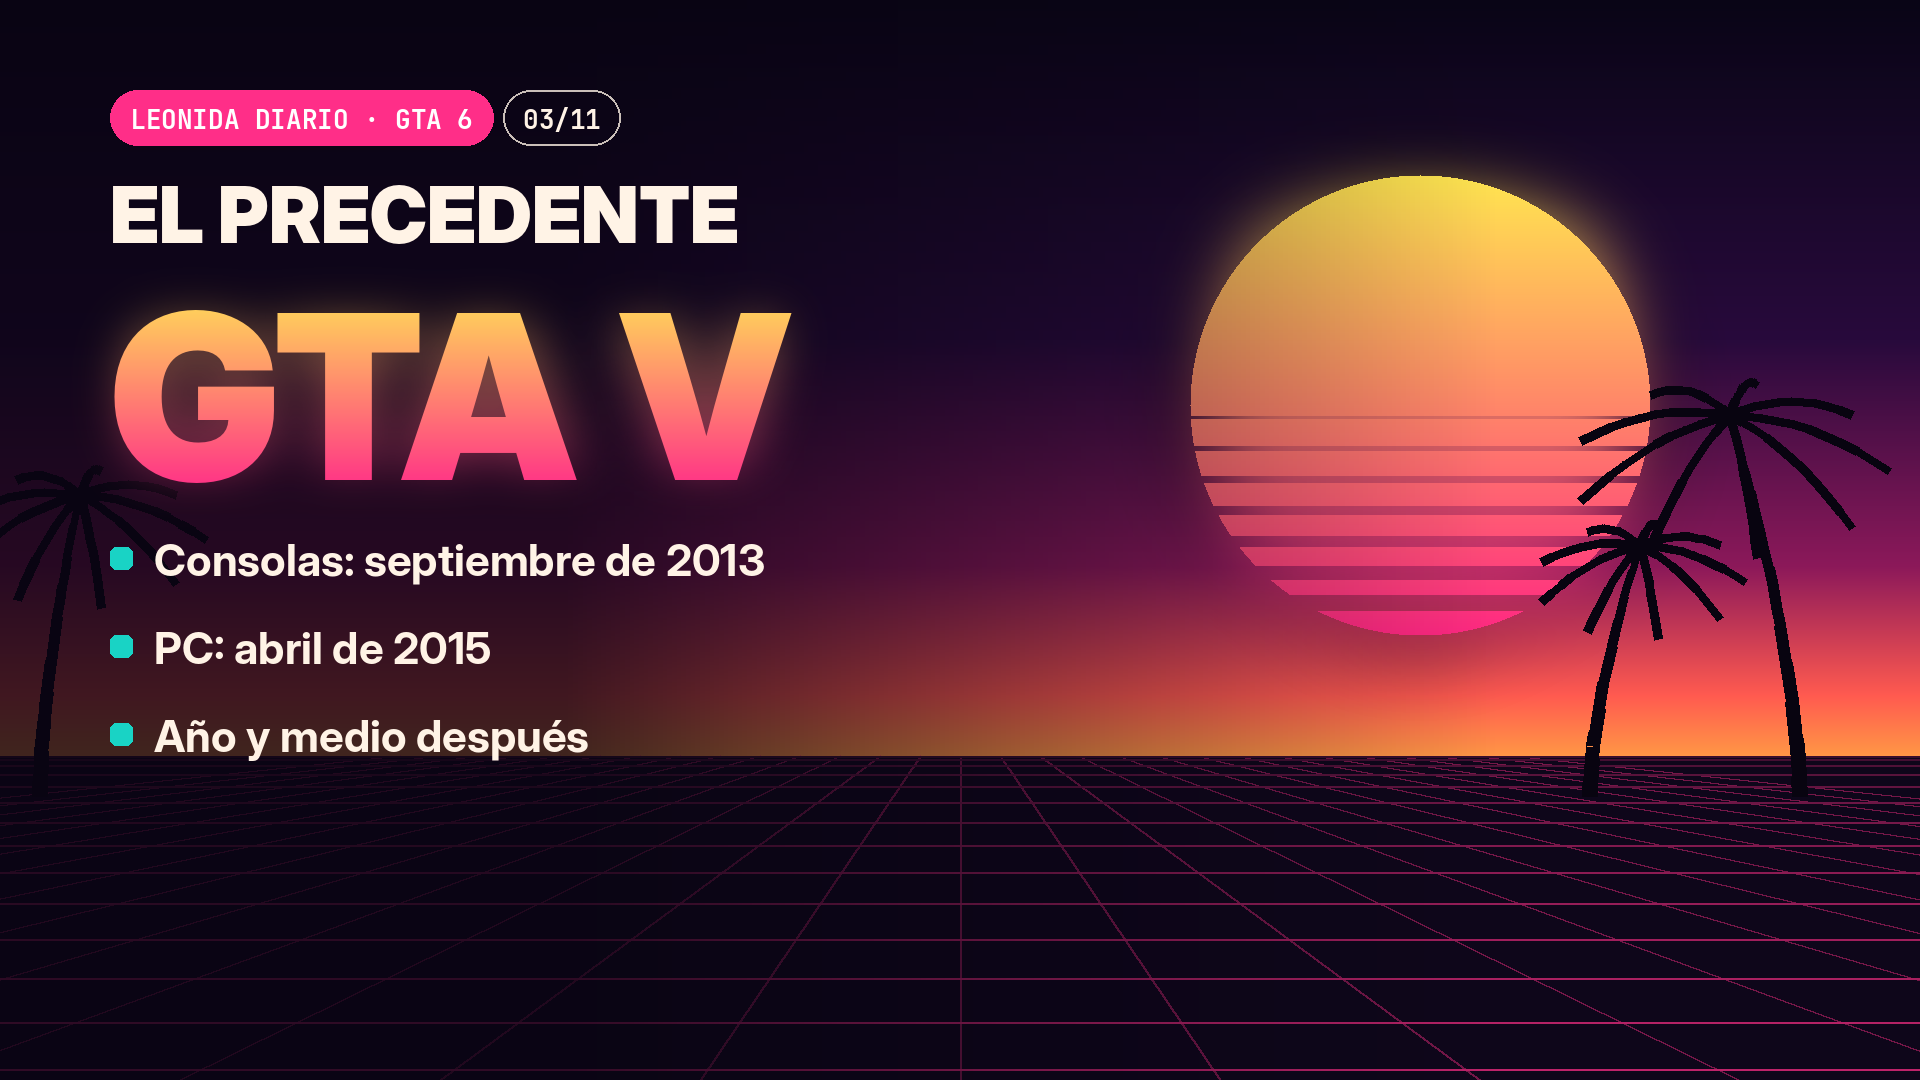 LEONIDA DIARIO · GTA 6 03/11
EL PRECEDENTE
GTA V
Consolas: septiembre de 2013
PC: abril de 2015
Año y medio después